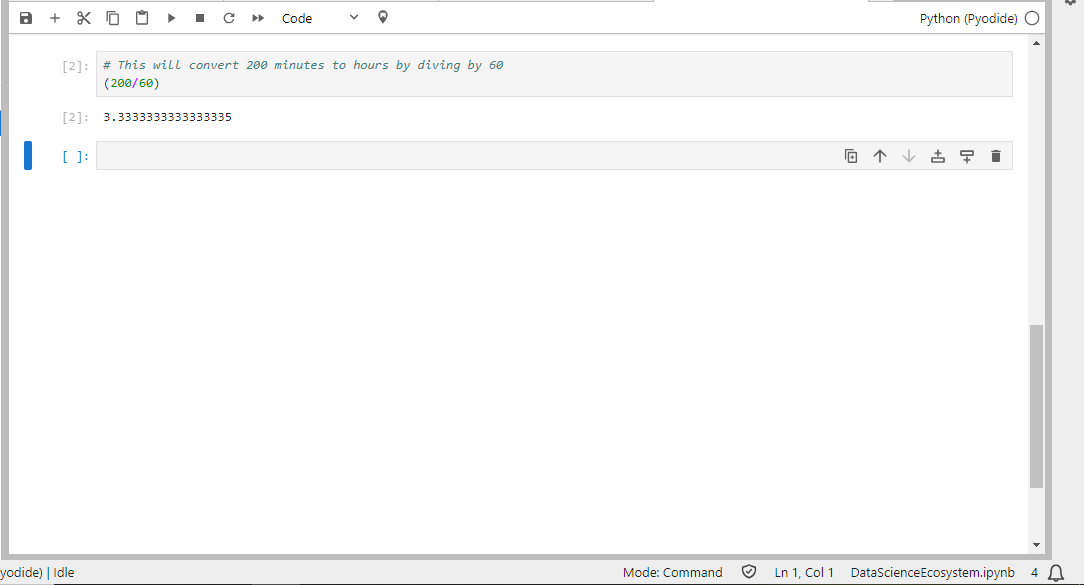 Code
Python (Pyodide)
[2]: # This will convert 200 minutes to hours by diving by 60
(200/60)
[2]: 3.3333333333333335
[ ]:
yodide) | Idle
Mode: Command
Ln 1, Col 1
DataScienceEcosystem.ipynb
4